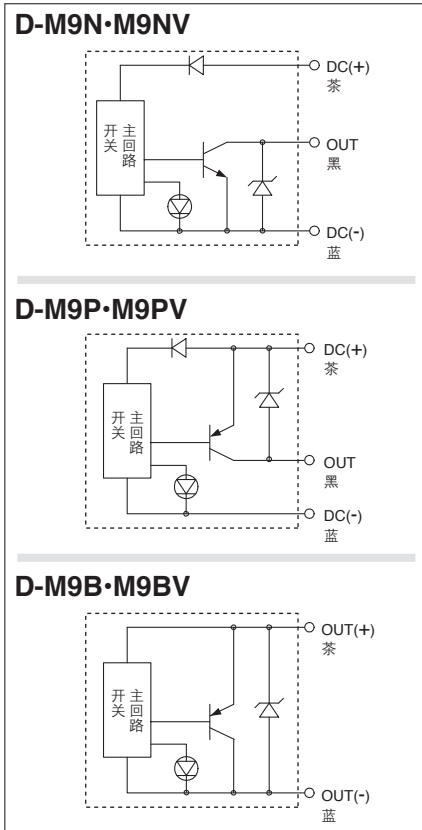 D-M9N·M9NV
DC(+)
茶
开关
主回路
OUT
黑
DC(-)
蓝
D-M9P·M9PV
DC(+)
茶
开关
主回路
OUT
黑
DC(-)
蓝
D-M9B·M9BV
OUT(+)
茶
开关
主回路
OUT(-)
蓝